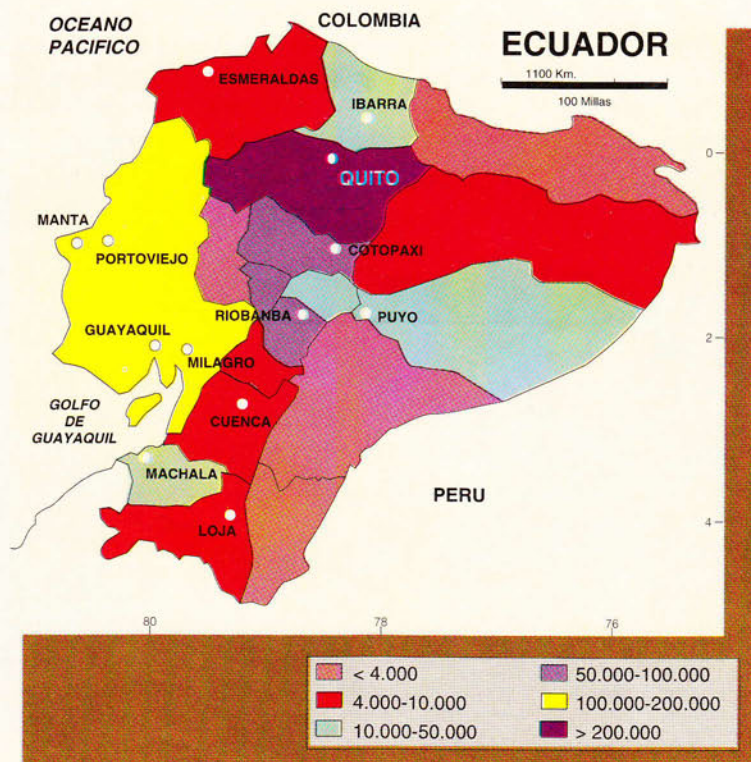 OCEANO
PACIFICO
COLOMBIA
ECUADOR
1100 Km.
100 Millas
ESMERALDAS
IBARRA
0
QUITO
MANTA
PORTOVIEJO
COTOPAXI
GUAYAQUIL
RIOBANBA
PUYO
2
MILAGRO
GOLFO
DE
GUAYAQUIL
CUENCA
MACHALA
PERU
LOJA
4
80
78
76
< 4.000
50.000-100.000
4.000-10.000
100.000-200.000
10.000-50.000
> 200.000